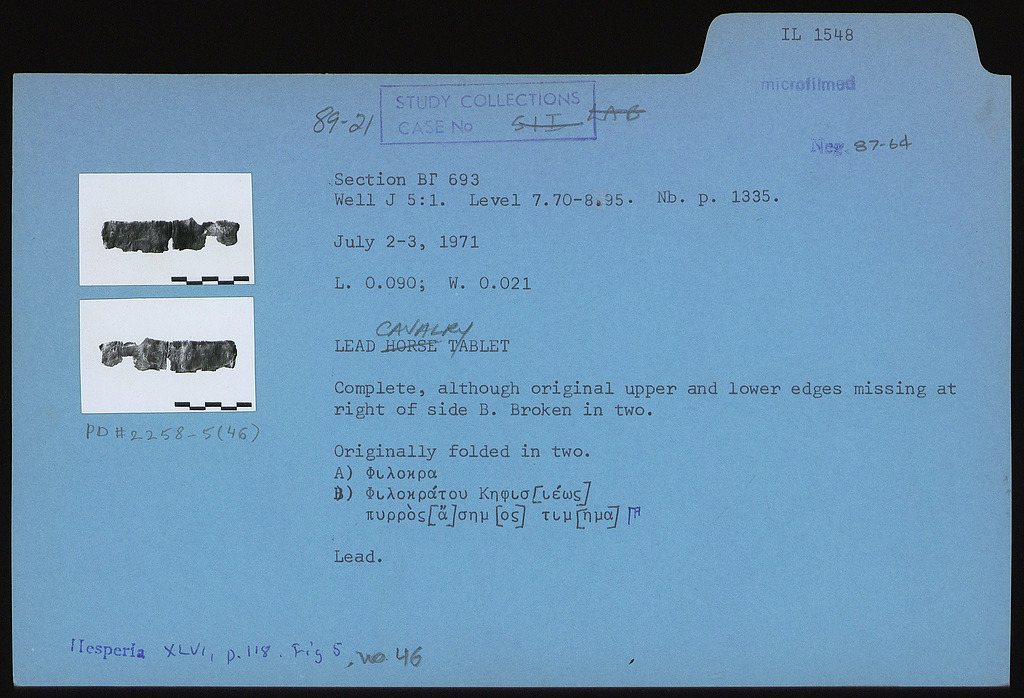 IL 1548
microfilmed
STUDY COLLECTIONS
CASE No SII LAB
89-21
Neg. 87-64
Section ΒΓ 693
Well J 5:1. Level 7.70-8.95. Nb. p. 1335.
July 2-3, 1971
L. 0.090; W. 0.021
CAVALRY
LEAD HORSE TABLET
Complete, although original upper and lower edges missing at
right of side B. Broken in two.
Originally folded in two.
A) Φιλοκρα
B) Φιλοκράτου Κηφισ[ιέως]
πυρρὸς[ἄ]σημ[ος] τιμ[ημα]
Lead.
PD #2258-5(46)
Hesperia XLVI, p.118. Fig 5, no. 46